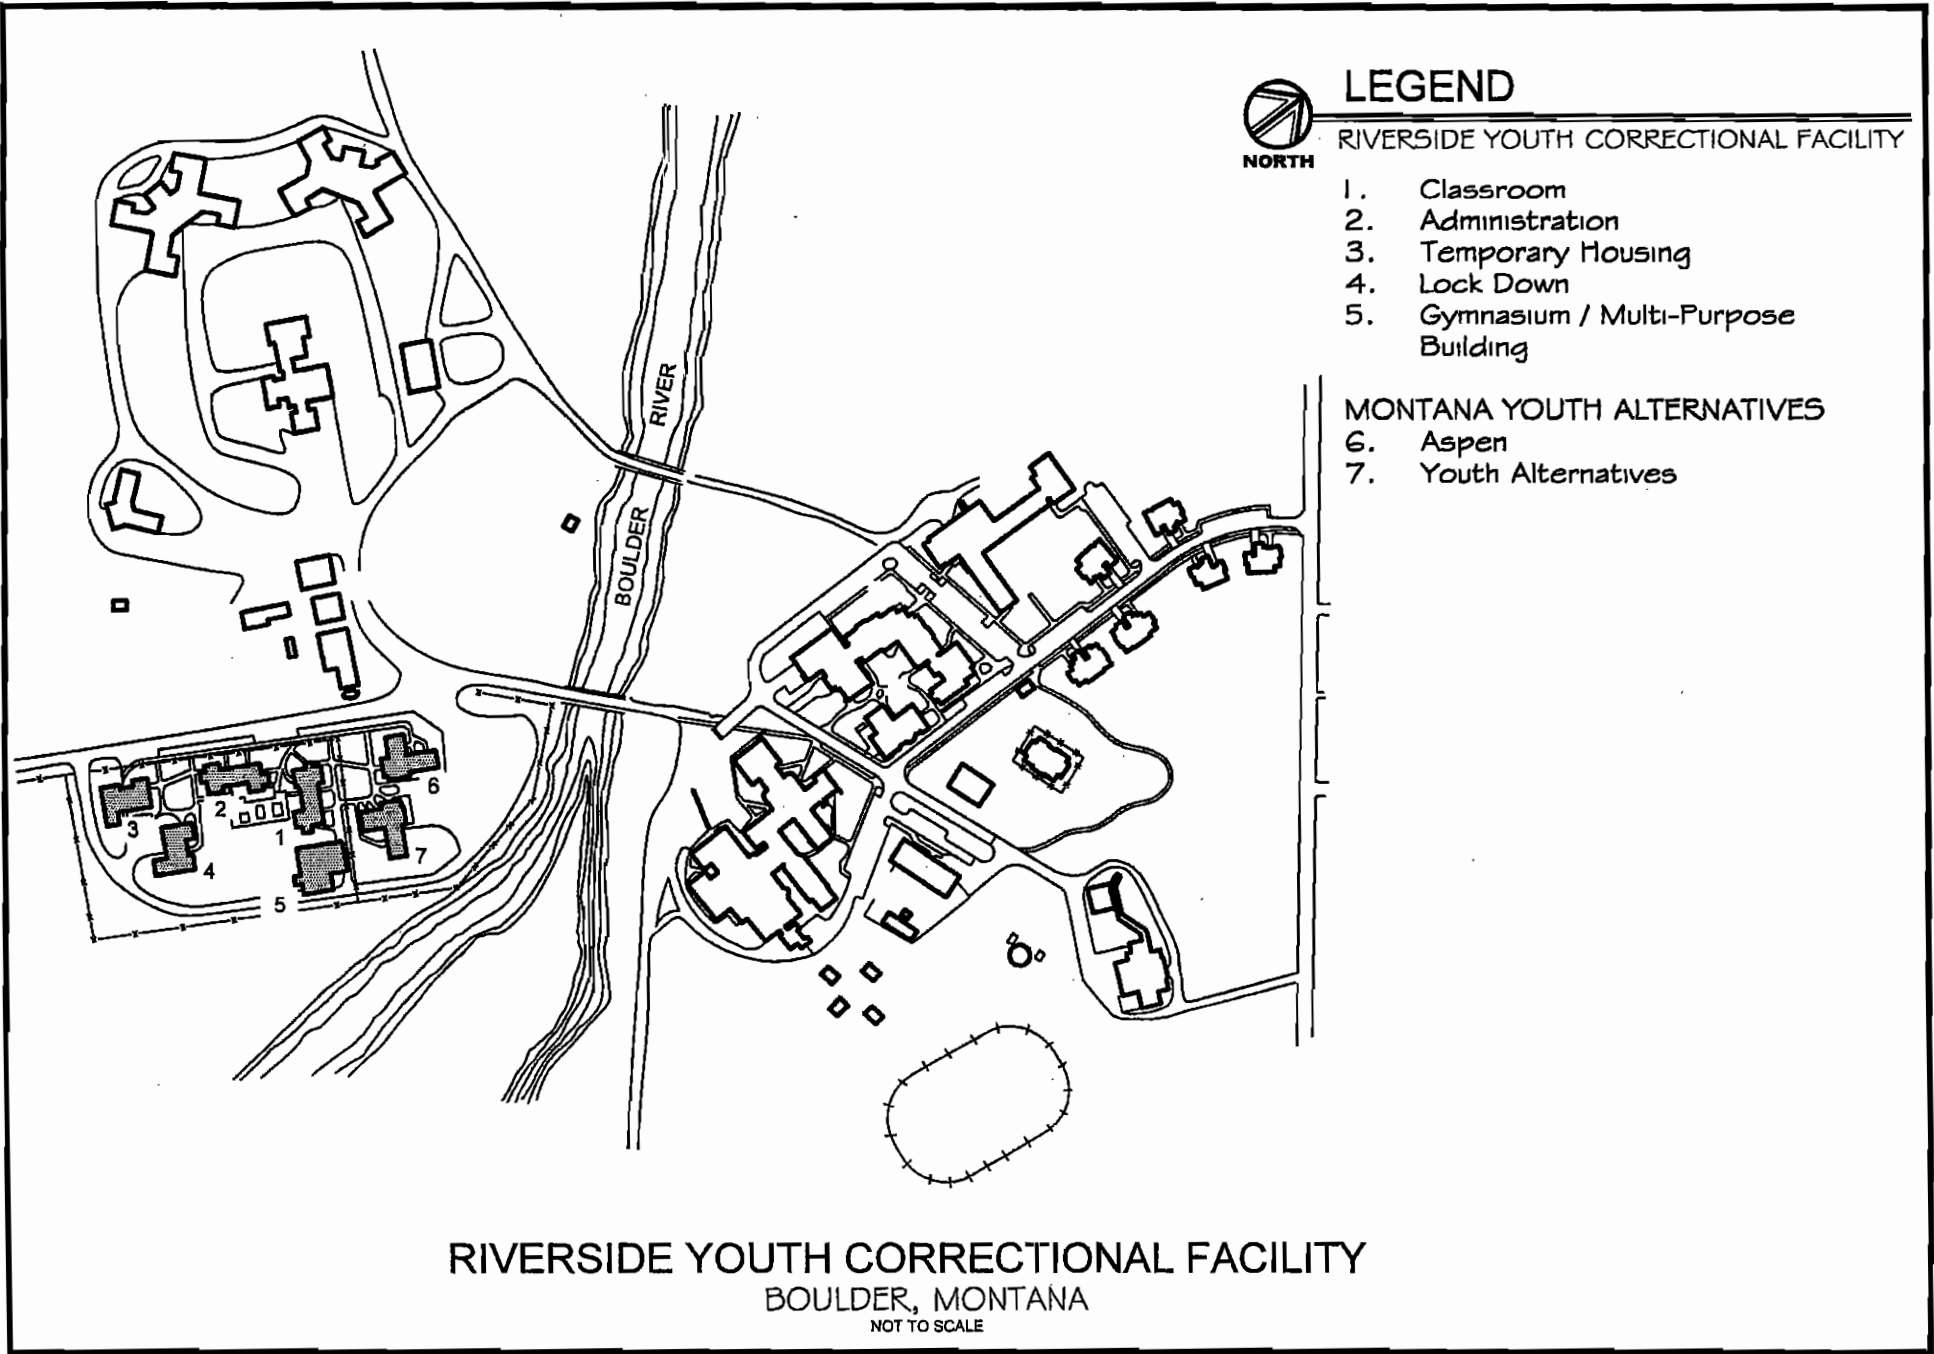 LEGEND
NORTH
RIVERSIDE YOUTH CORRECTIONAL FACILITY
1. Classroom
2. Administration
3. Temporary Housing
4. Lock Down
5. Gymnasium / Multi-Purpose
Building
MONTANA YOUTH ALTERNATIVES
6. Aspen
7. Youth Alternatives
RIVER
BOULDER
6
2
3
1
7
4
5
RIVERSIDE YOUTH CORRECTIONAL FACILITY
BOULDER, MONTANA
NOT TO SCALE